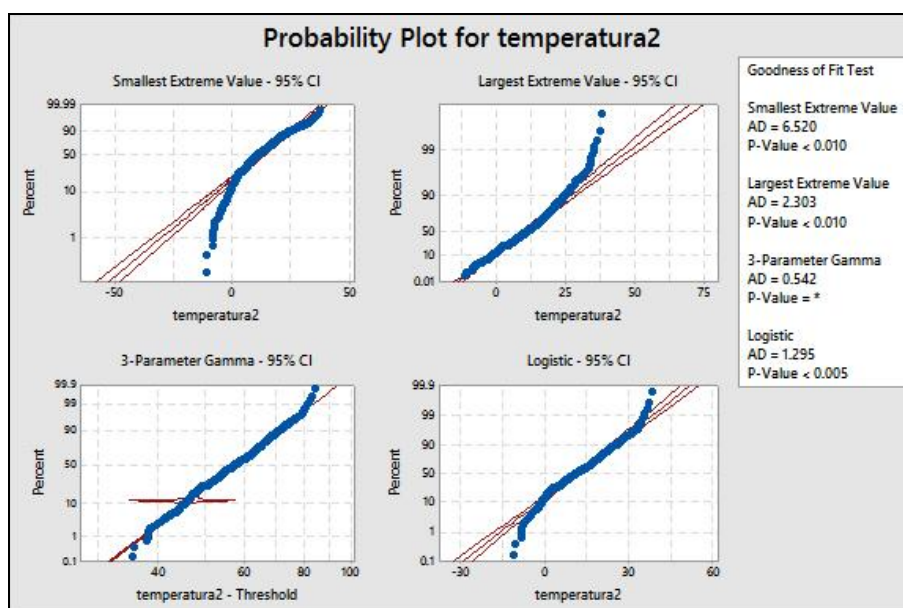 Probability Plot for temperatura2
Smallest Extreme Value - 95% CI
99.99
90
50
10
1
Percent
-50
0
50
temperatura2
Largest Extreme Value - 95% CI
99
90
50
10
0.01
Percent
0
25
50
75
temperatura2
3-Parameter Gamma - 95% CI
99.9
99
90
50
10
1
0.1
Percent
40
60
80
100
temperatura2 - Threshold
Logistic - 95% CI
99.9
99
90
50
10
1
0.1
Percent
-30
0
30
60
temperatura2
Goodness of Fit Test
Smallest Extreme Value
AD = 6.520
P-Value < 0.010
Largest Extreme Value
AD = 2.303
P-Value < 0.010
3-Parameter Gamma
AD = 0.542
P-Value = *
Logistic
AD = 1.295
P-Value < 0.005